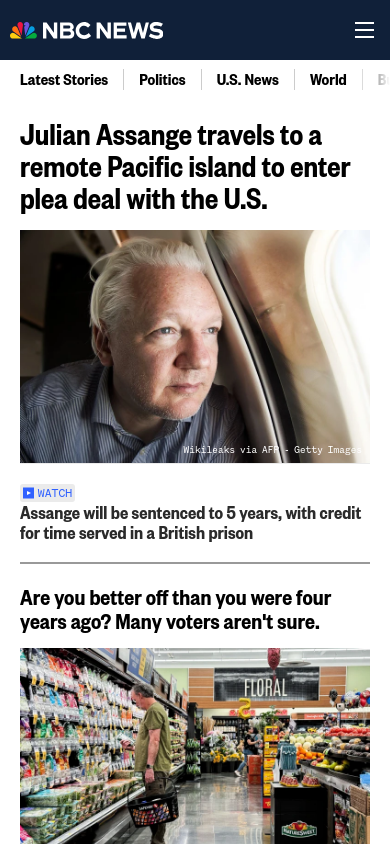 NBC NEWS
Latest Stories
Politics
U.S. News
World
Julian Assange travels to a
remote Pacific island to enter
plea deal with the U.S.
Wikileaks via AFP - Getty Images
WATCH
Assange will be sentenced to 5 years, with credit
for time served in a British prison
Are you better off than you were four
years ago? Many voters aren't sure.
FLORAL
NATURESWEET